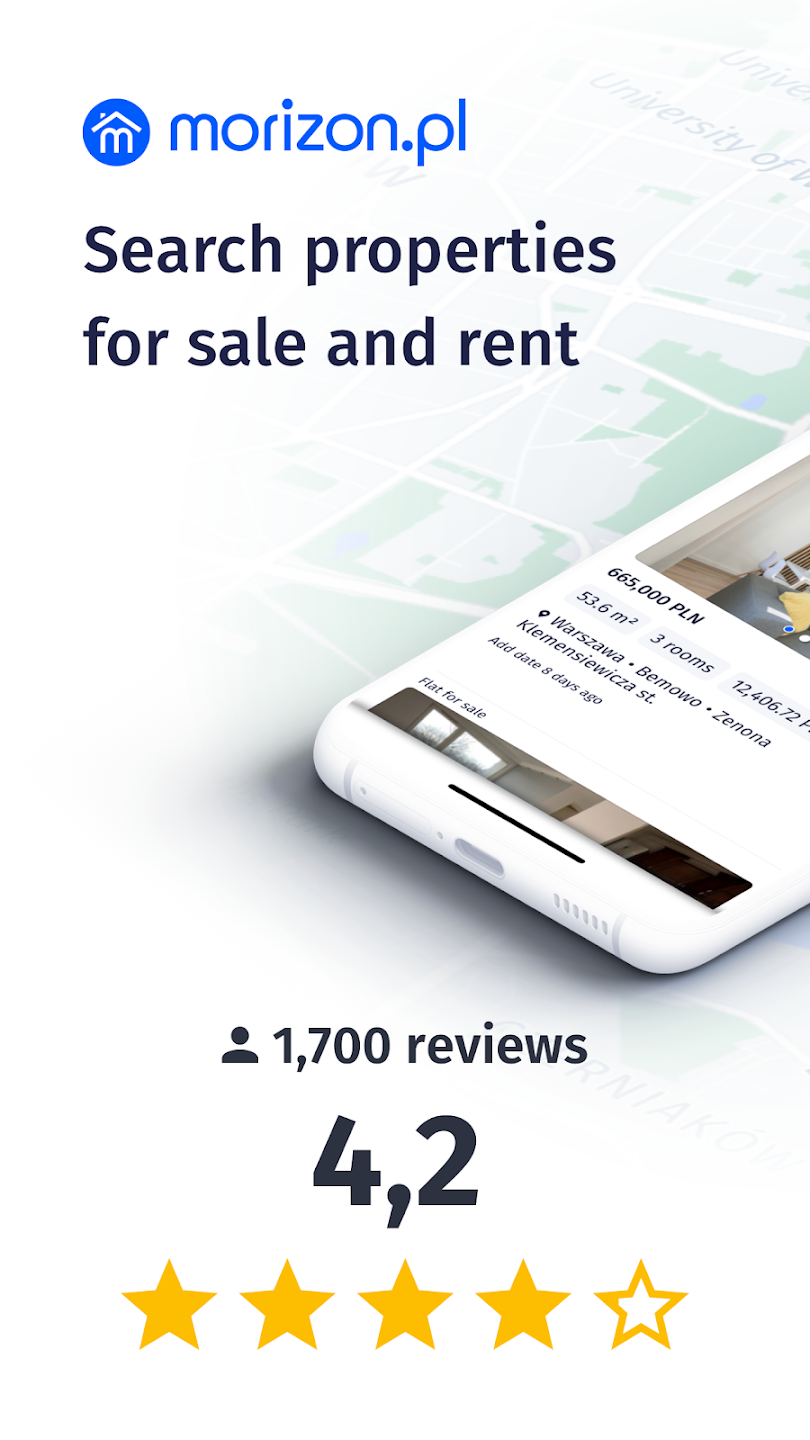 morizon.pl
Search properties
for sale and rent
University of
W
665,000 PLN
53.6 m² 3 rooms 12,406.72
Warszawa • Bemowo • Zenona
Klemensiewicza st.
Add date 8 days ago
Flat for sale
1,700 reviews
4,2